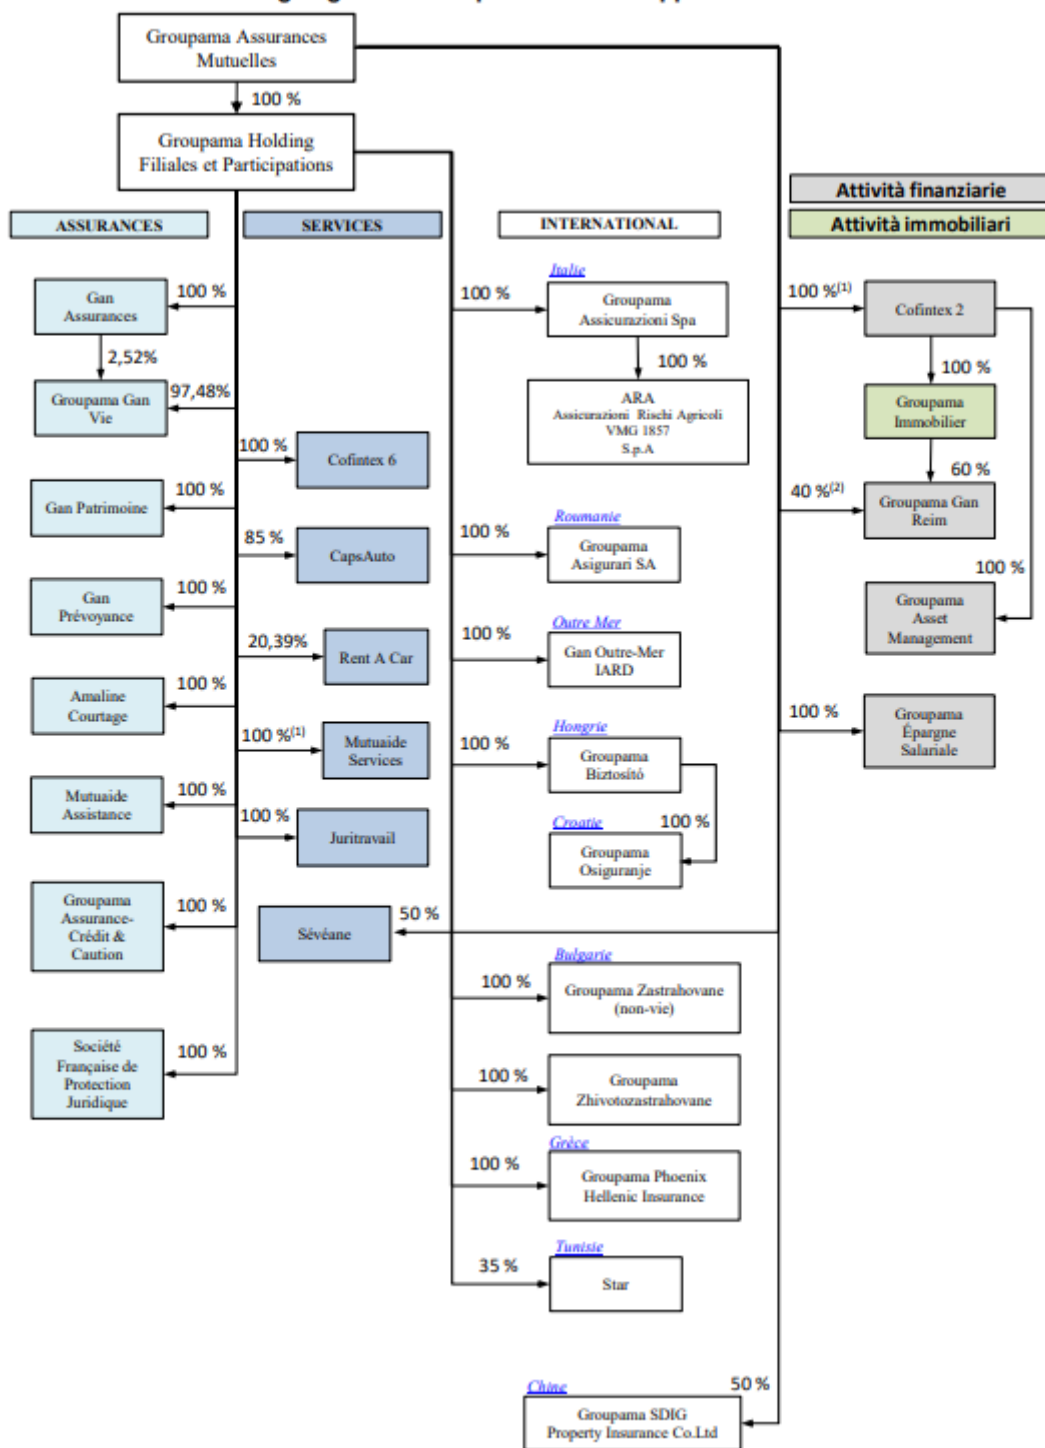 Groupama Assurances
Mutuelles
100 %
Groupama Holding
Filiales et Participations
Attività finanziarie
ASSURANCES
SERVICES
INTERNATIONAL
Attività immobiliari
Gan
Assurances
100 %
2,52%
Groupama Gan
Vie
97,48%
Gan Patrimoine
100 %
Gan
Prévoyance
100 %
Amaline
Courtage
100 %
Mutuaide
Assistance
100 %
Groupama
Assurance-
Crédit &
Caution
100 %
Société
Française de
Protection
Juridique
100 %
100 %
Cofintex 6
85 %
CapsAuto
20,39%
Rent A Car
100 %(1)
Mutuaide
Services
100 %
Juritravail
Sévéane
50 %
Italie
100 %
Groupama
Assicurazioni Spa
100 %
ARA
Assicurazioni Rischi Agricoli
VMG 1857
S.p.A
Roumanie
100 %
Groupama
Asigurari SA
Outre Mer
100 %
Gan Outre-Mer
IARD
Hongrie
100 %
Groupama
Biztosító
Croatie
100 %
Groupama
Osiguranje
Bulgarie
100 %
Groupama Zastrahovane
(non-vie)
100 %
Groupama
Zhivotozastrahovane
Grèce
100 %
Groupama Phoenix
Hellenic Insurance
Tunisie
35 %
Star
Chine
50 %
Groupama SDIG
Property Insurance Co.Ltd
100 %(1)
Cofintex 2
100 %
Groupama
Immobilier
60 %
40 %(2)
Groupama Gan
Reim
100 %
Groupama
Asset
Management
100 %
Groupama
Épargne
Salariale